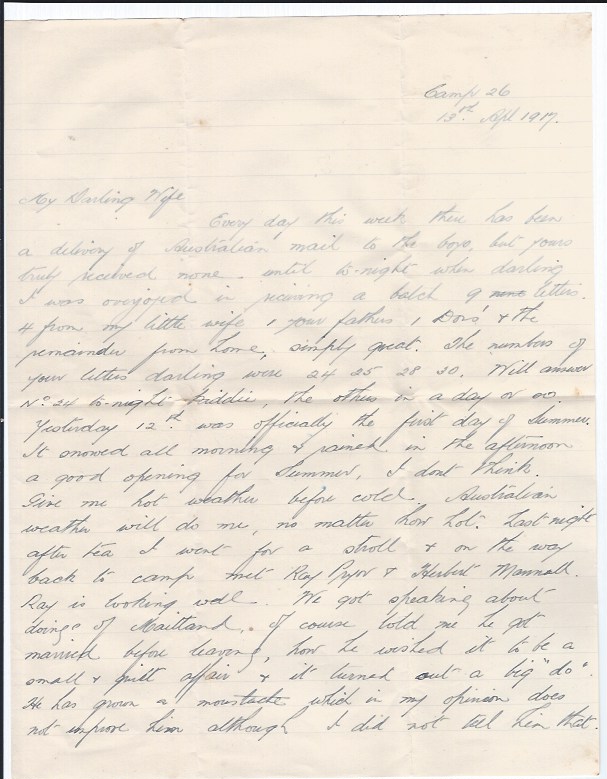 Camp 26
13th Apl 1917.
My Darling Wife
Every day this week there has been
a delivery of Australian mail to the boys, but yours
truly received none until to-night when darling
I was overjoyed in receiving a batch 9 letters.
4 from my little wife 1 your fathers 1 Dors' & the
remainder from home, simply great. The numbers of
your letters darling were 24 25 28 30. Will answer
No 24 to-night Kiddie, the others in a day or so.
Yesterday 12th was officially the first day of Summer.
It snowed all morning & rained in the afternoon
a good opening for Summer, I dont think.
Give me hot weather before cold. Australian
weather will do me, no matter how hot. Last night
after tea I went for a stroll & on the way
back to camp met Ray Pryor & Herbert
Ray is looking well. We got speaking about
doings of Maitland, of course told me he got
married before leaving, how he wished it to be a
small & quiet affair & it turned out a big "do".
He has grown a moustache which in my opinion does
not improve him although I did not tell him that.